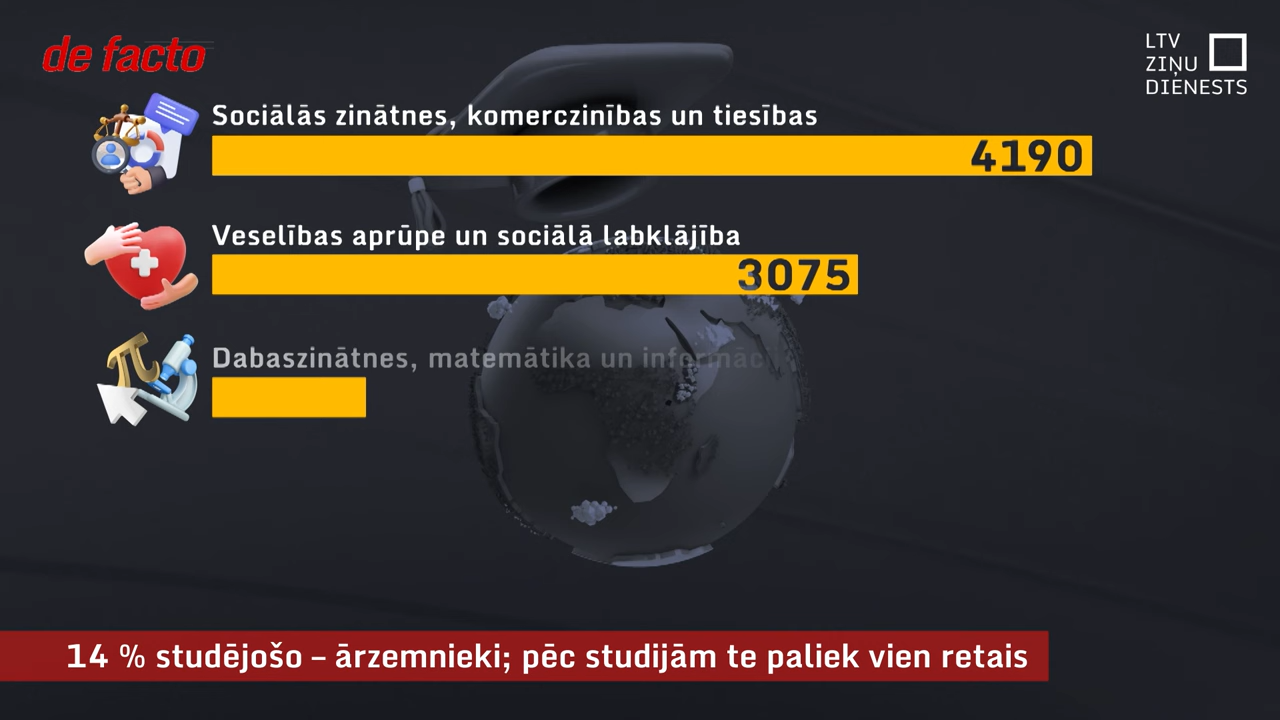 de facto
LTV
ZIŅU
DIENESTS
Sociālās zinātnes, komerczinības un tiesības
4190
Veselības aprūpe un sociālā labklājība
3075
Dabaszinātnes, matemātika un informāc
14 % studējošo – ārzemnieki; pēc studijām te paliek vien retais